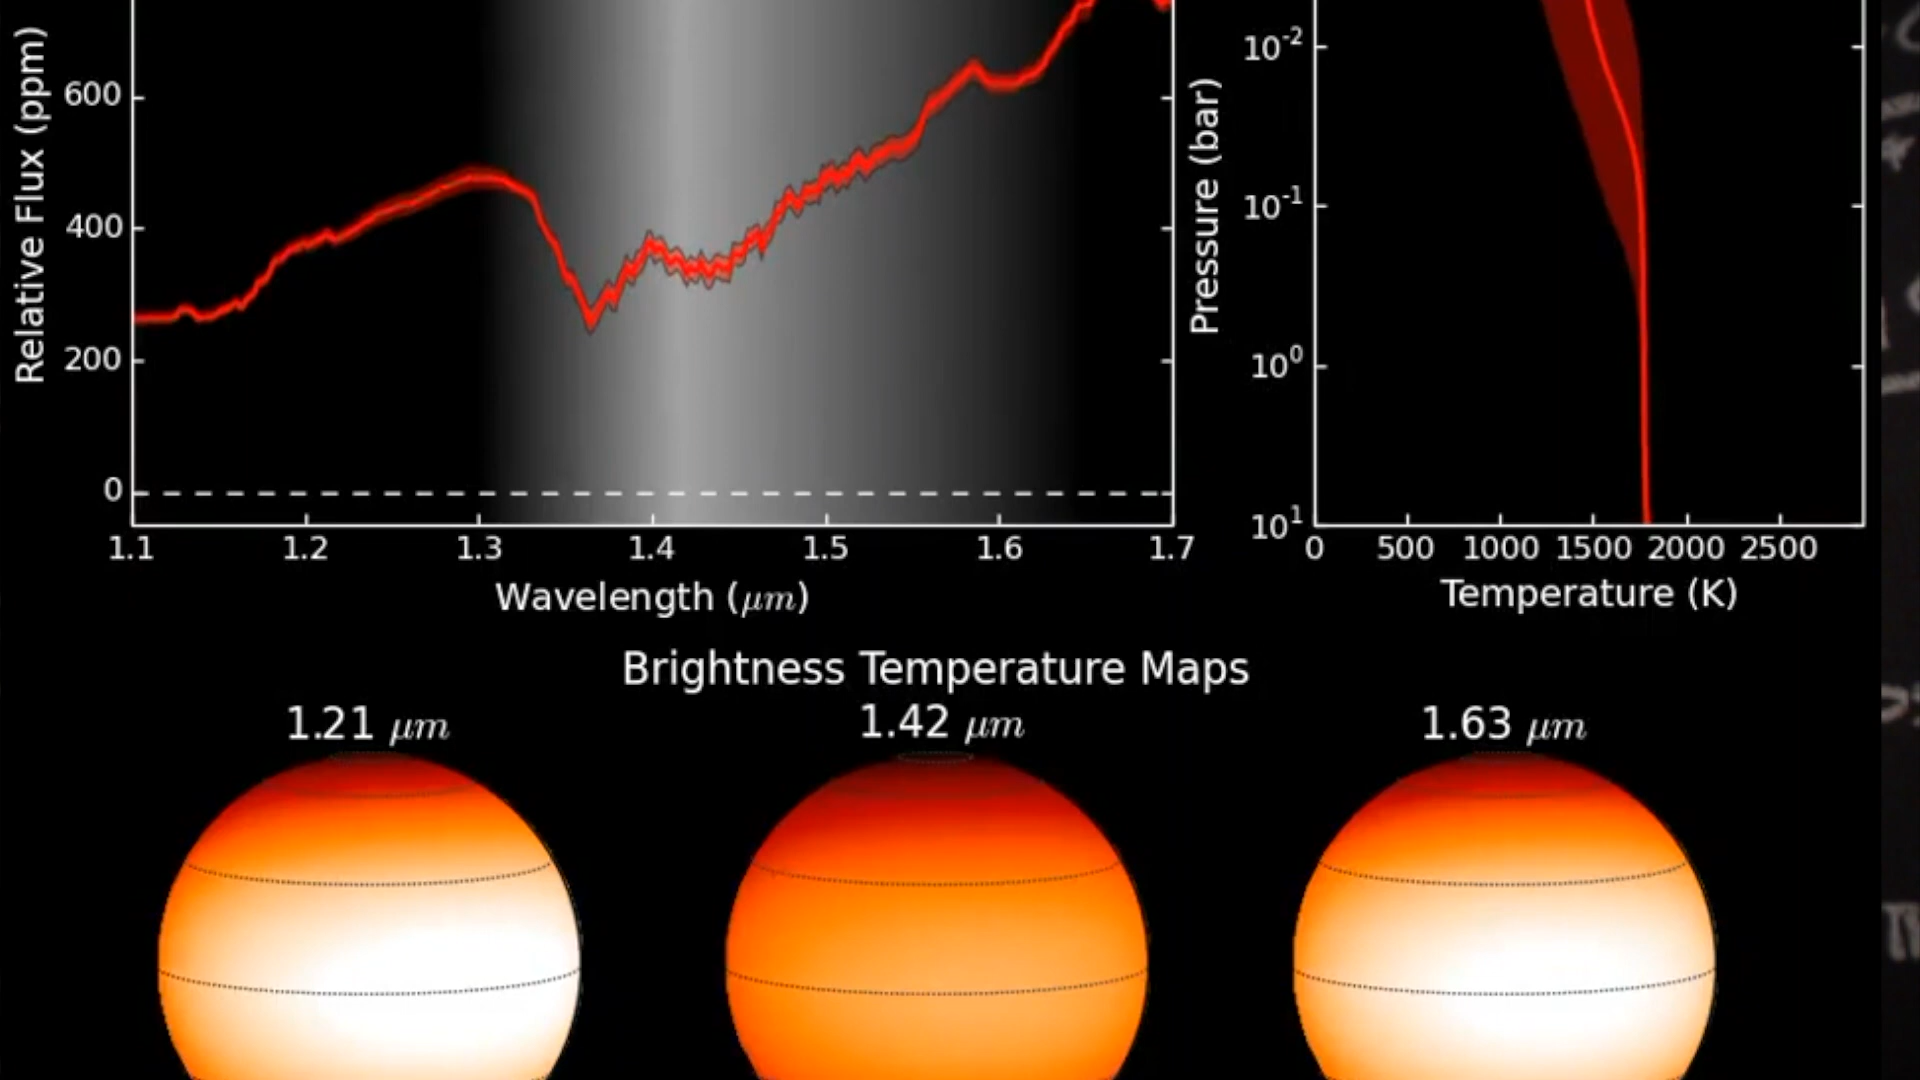 Relative Flux (ppm)
600
400
200
0
1.1 1.2 1.3 1.4 1.5 1.6 1.7
Wavelength (μm)
Pressure (bar)
10-2
10-1
100
101
0 500 1000 1500 2000 2500
Temperature (K)
Brightness Temperature Maps
1.21 μm 1.42 μm 1.63 μm